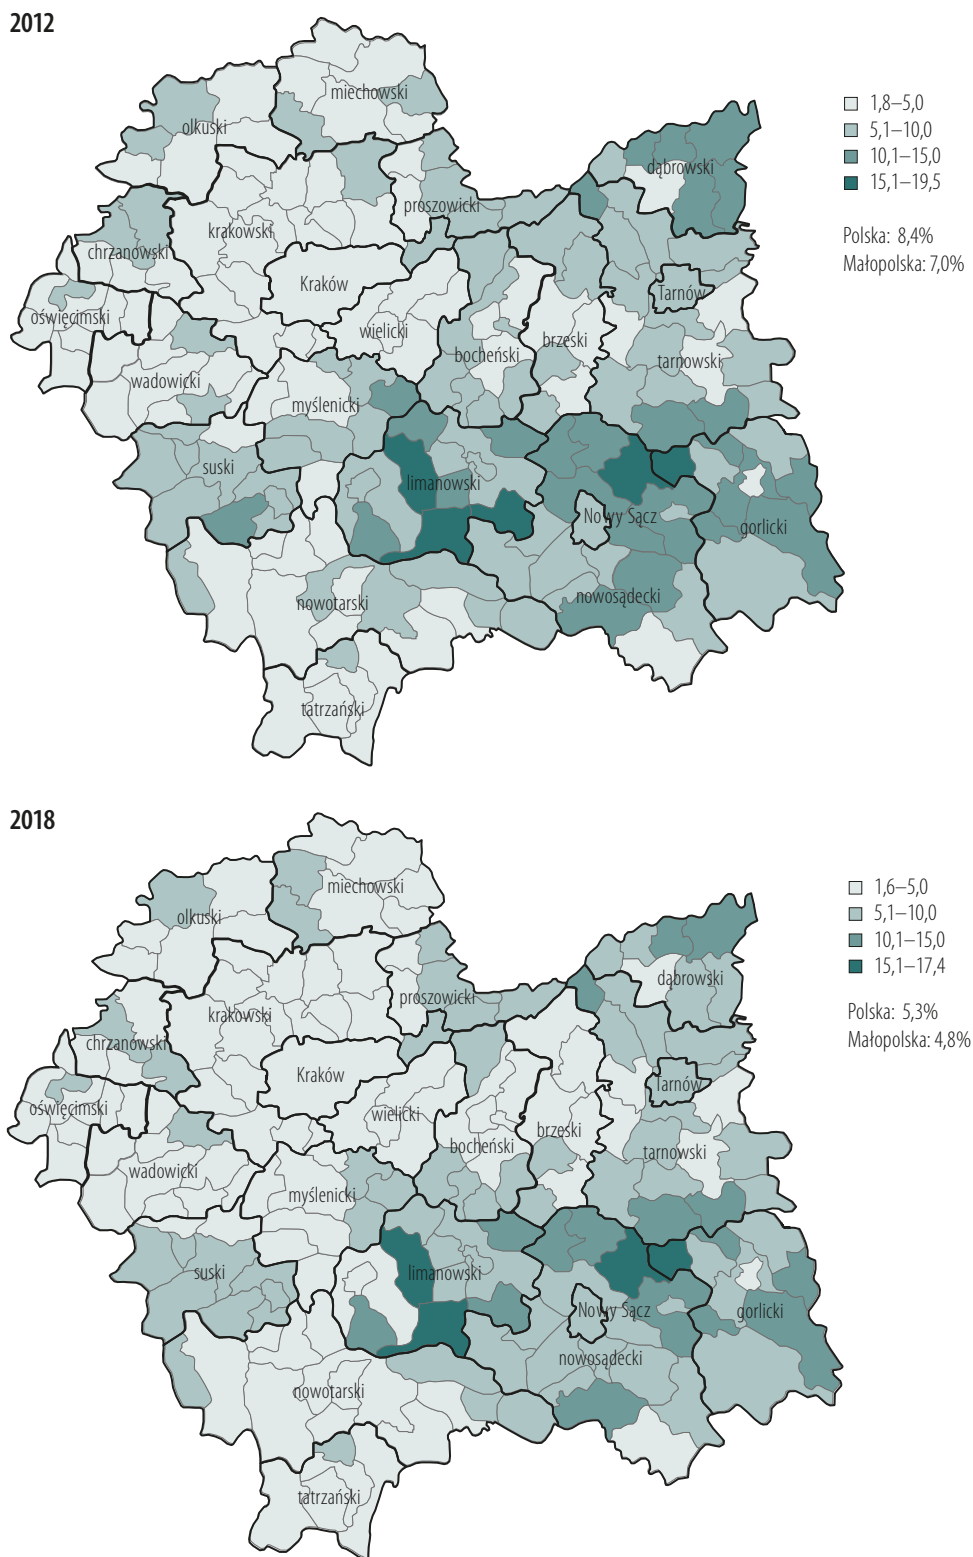 2012
miechowski
olkuski
1,8–5,0
5,1–10,0
10,1–15,0
15,1–19,5
dąbrowski
proszowicki
krakowski
Polska: 8,4%
Małopolska: 7,0%
chrzanowski
Kraków
Tarnów
oświęcimski
wielicki
brzeski
bocheński
tarnowski
wadowicki
myślenicki
suski
limanowski
Nowy Sącz
gorlicki
nowotarski
nowosądecki
tatrzański
2018
miechowski
olkuski
1,6–5,0
5,1–10,0
10,1–15,0
15,1–17,4
dąbrowski
proszowicki
krakowski
Polska: 5,3%
Małopolska: 4,8%
chrzanowski
Kraków
Tarnów
oświęcimski
wielicki
brzeski
bocheński
tarnowski
wadowicki
myślenicki
suski
limanowski
Nowy Sącz
gorlicki
nowosądecki
nowotarski
tatrzański